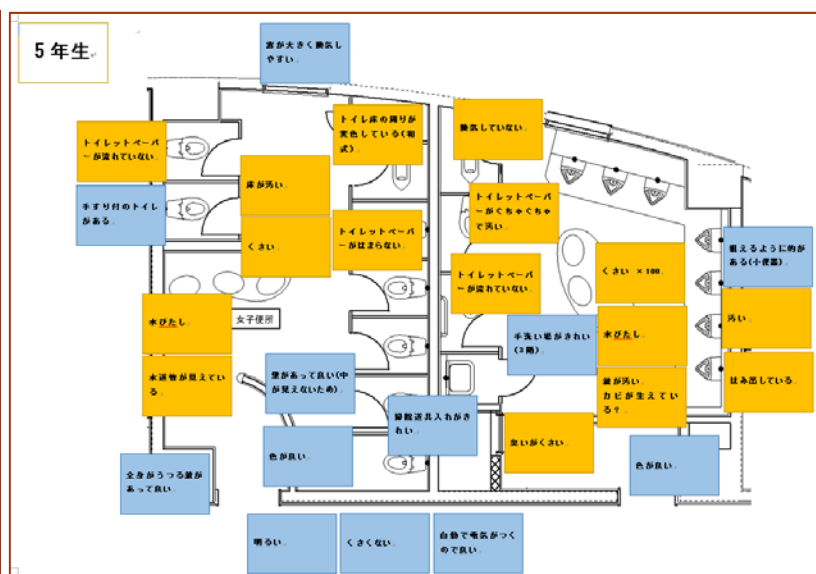 5年生
窓が大きく換気し
やすい.
トイレットペーパ
ーが流れていない.
手すり付のトイレ
がある.
床が汚い.
くさい.
トイレ床の周りが
変色している(和
式).
トイレットペーパ
ーがはまらない.
換気していない.
トイレットペーパ
ーがぐちゃぐちゃ
で汚い.
トイレットペーパ
ーが流れていない.
くさい ×100.
狙えるように的が
ある(小便器).
汚い.
はみ出している.
女子便所
水びたし.
水道管が見えてい
る.
手洗い場がきれい
(3階).
水びたし.
鏡が汚い.
カビが生えてい
る?.
壁があって良い(中
が見えないため).
掃除道具入れがき
れい.
色が良い.
臭いがくさい.
色が良い.
全身がうつる鏡が
あって良い.
明るい.
くさくない.
自動で電気がつく
ので良い.